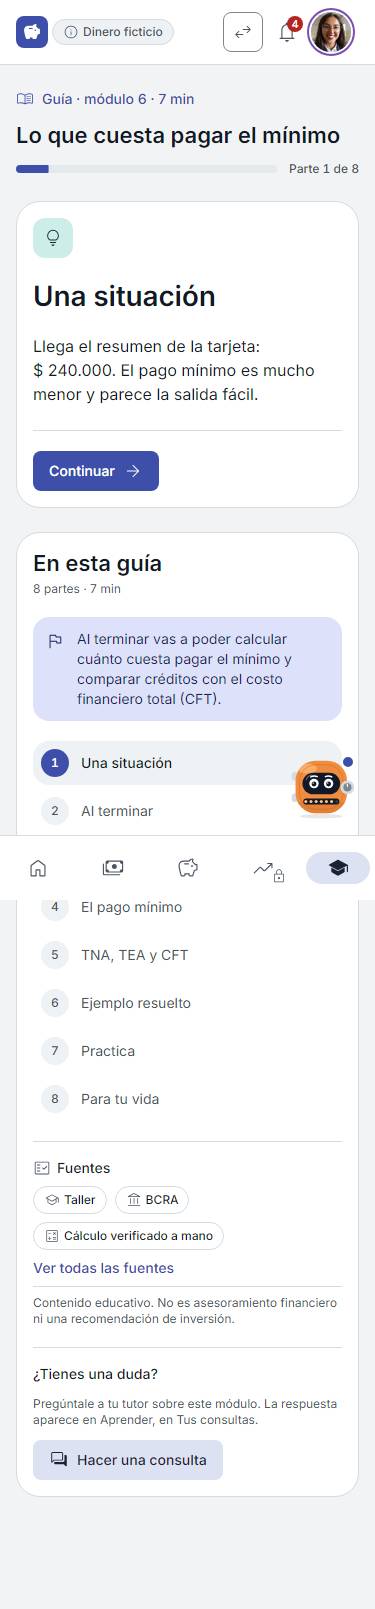 Dinero ficticio
4
Guía · módulo 6 · 7 min
Lo que cuesta pagar el mínimo
Parte 1 de 8
Una situación
Llega el resumen de la tarjeta:
$ 240.000. El pago mínimo es mucho
menor y parece la salida fácil.
Continuar
En esta guía
8 partes · 7 min
Al terminar vas a poder calcular
cuánto cuesta pagar el mínimo y
comparar créditos con el costo
financiero total (CFT).
1 Una situación
2 Al terminar
4 El pago mínimo
5 TNA, TEA y CFT
6 Ejemplo resuelto
7 Practica
8 Para tu vida
Fuentes
Taller BCRA
Cálculo verificado a mano
Ver todas las fuentes
Contenido educativo. No es asesoramiento financiero
ni una recomendación de inversión.
¿Tienes una duda?
Pregúntale a tu tutor sobre este módulo. La respuesta
aparece en Aprender, en Tus consultas.
Hacer una consulta